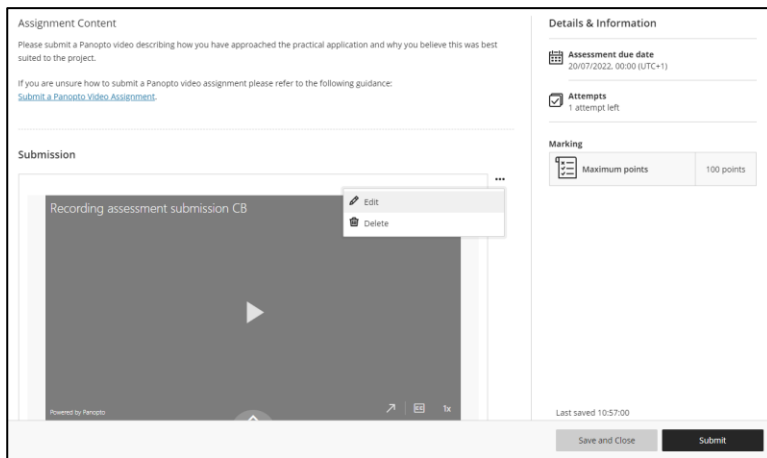 Assignment Content
Please submit a Panopto video describing how you have approached the practical application and why you believe this was best
suited to the project.
If you are unsure how to submit a Panopto video assignment please refer to the following guidance:
Submit a Panopto Video Assignment.
Submission
Recording assessment submission CB
Edit
Delete
Powered by Panopto
1x
Details & Information
Assessment due date
20/07/2022, 00:00 (UTC+1)
Attempts
1 attempt left
Marking
Maximum points
100 points
Last saved 10:57:00
Save and Close
Submit